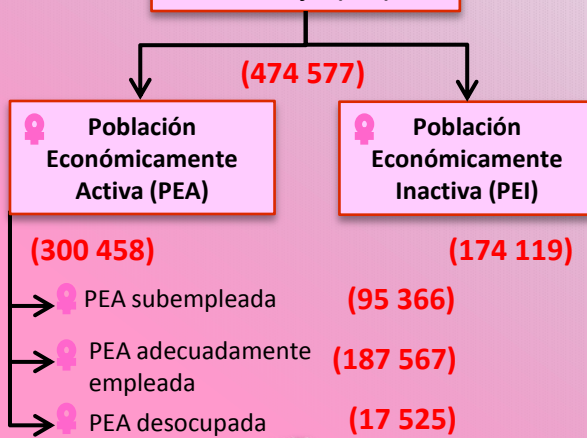 (474 577)
Población
Económicamente
Activa (PEA)
Población
Económicamente
Inactiva (PEI)
(300 458)
(174 119)
PEA subempleada
(95 366)
PEA adecuadamente
empleada
(187 567)
PEA desocupada
(17 525)